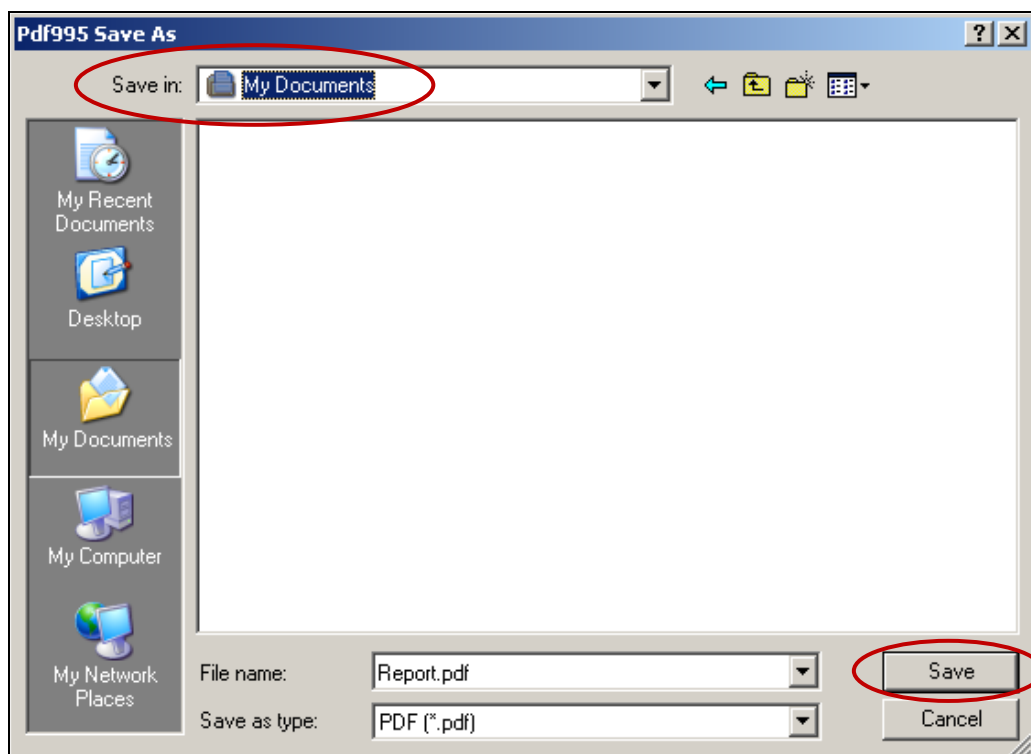 Pdf995 Save As
Save in: My Documents
My Recent
Documents
Desktop
My Documents
My Computer
My Network
Places
File name: Report.pdf Save
Save as type: PDF (*.pdf) Cancel